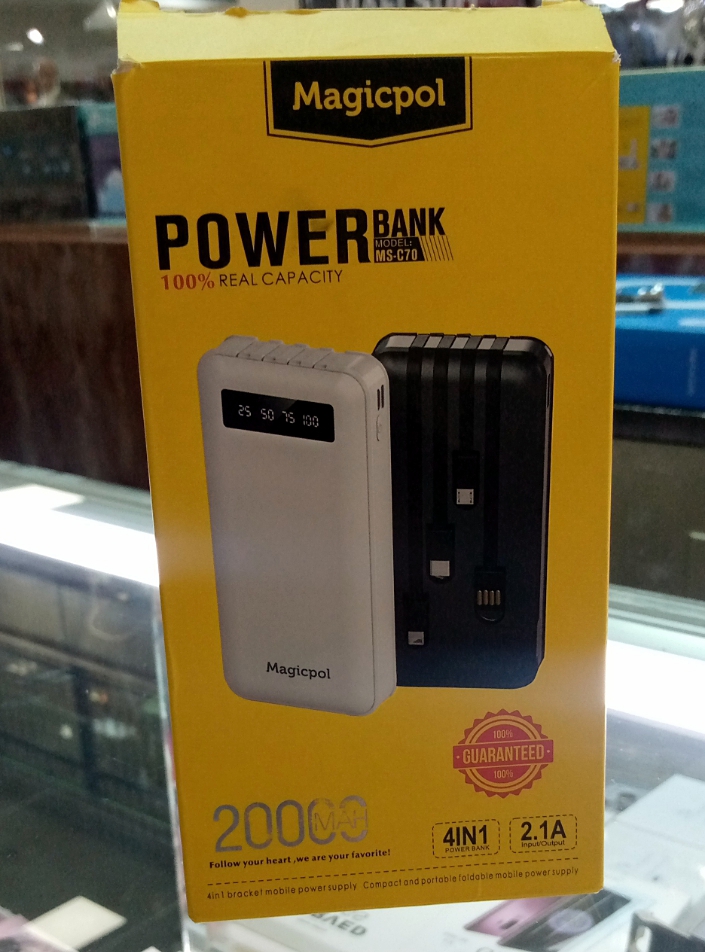 Magicpol
POWER BANK
MODEL:
MS-C70
100% REAL CAPACITY
25 50 75 100
Magicpol
100%
GUARANTEED
100%
20000 MAH
Follow your heart ,we are your favorite!
4IN1
POWER BANK
2.1A
Input/Output
4in1 bracket mobile power supply Compact and portable foldable mobile power supply